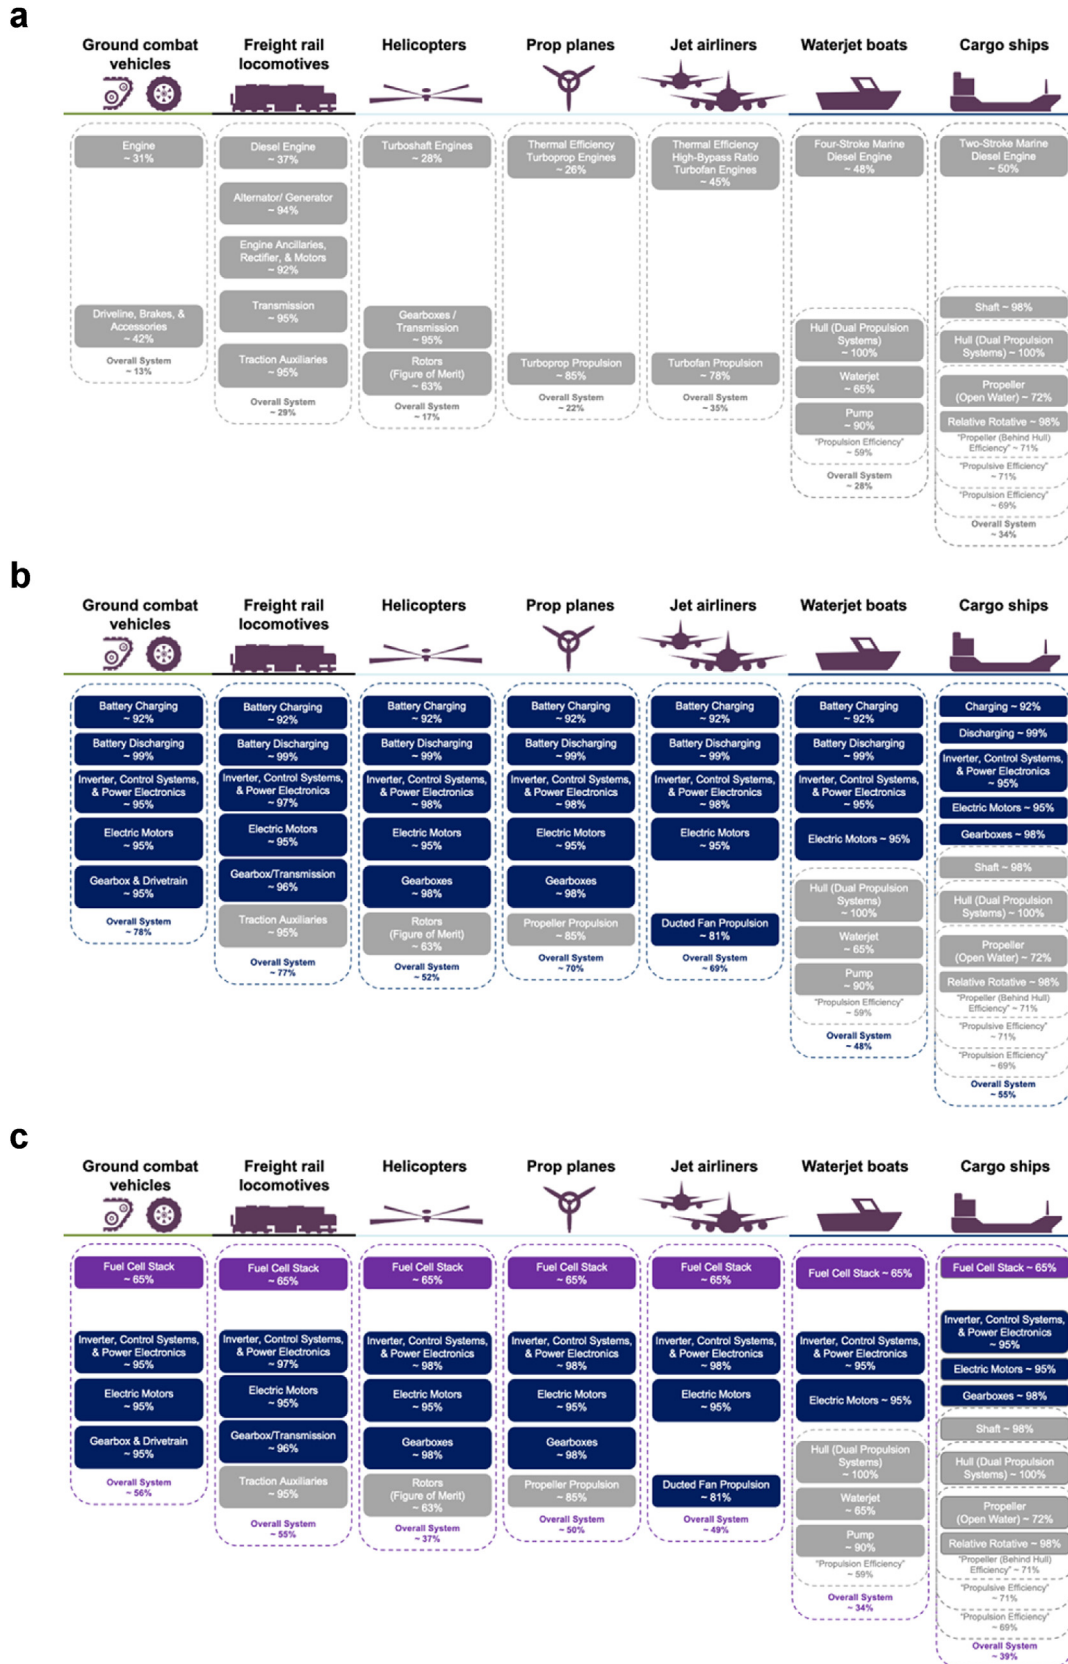 a
Ground combat
vehicles
Engine
~ 31%
Driveline, Brakes, &
Accessories
~ 42%
Overall System
~ 13%
Freight rail
locomotives
Diesel Engine
~ 37%
Alternator/ Generator
~ 94%
Engine Ancillaries,
Rectifier, & Motors
~ 92%
Transmission
~ 95%
Traction Auxiliaries
~ 95%
Overall System
~ 29%
Helicopters
Turboshaft Engines
~ 28%
Gearboxes /
Transmission
~ 95%
Rotors
(Figure of Merit)
~ 63%
Overall System
~ 17%
Prop planes
Thermal Efficiency
Turboprop Engines
~ 26%
Turboprop Propulsion
~ 85%
Overall System
~ 22%
Jet airliners
Thermal Efficiency
High-Bypass Ratio
Turbofan Engines
~ 45%
Turbofan Propulsion
~ 78%
Overall System
~ 35%
Waterjet boats
Four-Stroke Marine
Diesel Engine
~ 48%
Hull (Dual Propulsion
Systems)
~ 100%
Waterjet
~ 65%
Pump
~ 90%
"Propulsion Efficiency"
~ 59%
Overall System
~ 28%
Cargo ships
Two-Stroke Marine
Diesel Engine
~ 50%
Shaft ~ 98%
Hull (Dual Propulsion
Systems) ~ 100%
Propeller
(Open Water) ~ 72%
Relative Rotative ~ 98%
"Propeller (Behind Hull)
Efficiency" ~ 71%
"Propulsive Efficiency"
~ 71%
"Propulsion Efficiency"
~ 69%
Overall System
~ 34%
b
Ground combat
vehicles
Battery Charging
~ 92%
Battery Discharging
~ 99%
Inverter, Control Systems,
& Power Electronics
~ 95%
Electric Motors
~ 95%
Gearbox & Drivetrain
~ 95%
Overall System
~ 78%
Freight rail
locomotives
Battery Charging
~ 92%
Battery Discharging
~ 99%
Inverter, Control Systems,
& Power Electronics
~ 97%
Electric Motors
~ 95%
Gearbox/Transmission
~ 96%
Traction Auxiliaries
~ 95%
Overall System
~ 77%
Helicopters
Battery Charging
~ 92%
Battery Discharging
~ 99%
Inverter, Control Systems,
& Power Electronics
~ 98%
Electric Motors
~ 95%
Gearboxes
~ 98%
Rotors
(Figure of Merit)
~ 63%
Overall System
~ 52%
Prop planes
Battery Charging
~ 92%
Battery Discharging
~ 99%
Inverter, Control Systems,
& Power Electronics
~ 98%
Electric Motors
~ 95%
Gearboxes
~ 98%
Propeller Propulsion
~ 85%
Overall System
~ 70%
Jet airliners
Battery Charging
~ 92%
Battery Discharging
~ 99%
Inverter, Control Systems,
& Power Electronics
~ 98%
Electric Motors
~ 95%
Ducted Fan Propulsion
~ 81%
Overall System
~ 69%
Waterjet boats
Battery Charging
~ 92%
Battery Discharging
~ 99%
Inverter, Control Systems,
& Power Electronics
~ 95%
Electric Motors ~ 95%
Hull (Dual Propulsion
Systems)
~ 100%
Waterjet
~ 65%
Pump
~ 90%
"Propulsion Efficiency"
~ 59%
Overall System
~ 48%
Cargo ships
Charging ~ 92%
Discharging ~ 99%
Inverter, Control Systems,
& Power Electronics
~ 95%
Electric Motors ~ 95%
Gearboxes ~ 98%
Shaft ~ 98%
Hull (Dual Propulsion
Systems) ~ 100%
Propeller
(Open Water) ~ 72%
Relative Rotative ~ 98%
"Propeller (Behind Hull)
Efficiency" ~ 71%
"Propulsive Efficiency"
~ 71%
"Propulsion Efficiency"
~ 69%
Overall System
~ 55%
c
Ground combat
vehicles
Fuel Cell Stack
~ 65%
Inverter, Control Systems,
& Power Electronics
~ 95%
Electric Motors
~ 95%
Gearbox & Drivetrain
~ 95%
Overall System
~ 56%
Freight rail
locomotives
Fuel Cell Stack
~ 65%
Inverter, Control Systems,
& Power Electronics
~ 97%
Electric Motors
~ 95%
Gearbox/Transmission
~ 96%
Traction Auxiliaries
~ 95%
Overall System
~ 55%
Helicopters
Fuel Cell Stack
~ 65%
Inverter, Control Systems,
& Power Electronics
~ 98%
Electric Motors
~ 95%
Gearboxes
~ 98%
Rotors
(Figure of Merit)
~ 63%
Overall System
~ 37%
Prop planes
Fuel Cell Stack
~ 65%
Inverter, Control Systems,
& Power Electronics
~ 98%
Electric Motors
~ 95%
Gearboxes
~ 98%
Propeller Propulsion
~ 85%
Overall System
~ 50%
Jet airliners
Fuel Cell Stack
~ 65%
Inverter, Control Systems,
& Power Electronics
~ 98%
Electric Motors
~ 95%
Ducted Fan Propulsion
~ 81%
Overall System
~ 49%
Waterjet boats
Fuel Cell Stack ~ 65%
Inverter, Control Systems,
& Power Electronics
~ 95%
Electric Motors ~ 95%
Hull (Dual Propulsion
Systems)
~ 100%
Waterjet
~ 65%
Pump
~ 90%
"Propulsion Efficiency"
~ 59%
Overall System
~ 34%
Cargo ships
Fuel Cell Stack ~ 65%
Inverter, Control Systems,
& Power Electronics
~ 95%
Electric Motors ~ 95%
Gearboxes ~ 98%
Shaft ~ 98%
Hull (Dual Propulsion
Systems) ~ 100%
Propeller
(Open Water) ~ 72%
Relative Rotative ~ 98%
"Propeller (Behind Hull)
Efficiency" ~ 71%
"Propulsive Efficiency"
~ 71%
"Propulsion Efficiency"
~ 69%
Overall System
~ 39%